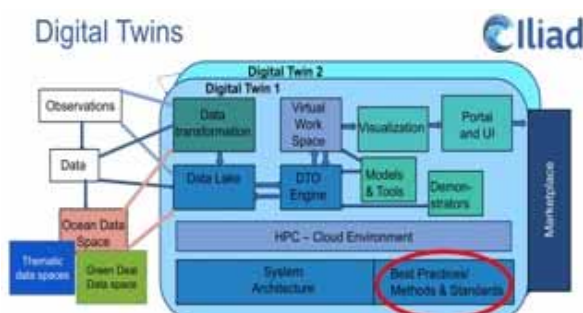 Digital Twins
Iliad
Digital Twin 2
Digital Twin 1
Observations
Data
transformation
Virtual
Work
Space
Visualization
Portal
and UI
Data
Data Lake
DTO
Engine
Models
& Tools
Demon-
strators
Marketplace
Ocean Data
Space
HPC – Cloud Environment
Thematic
data spaces
Green Deal
Data space
System
Architecture
Best Practices/
Methods & Standards